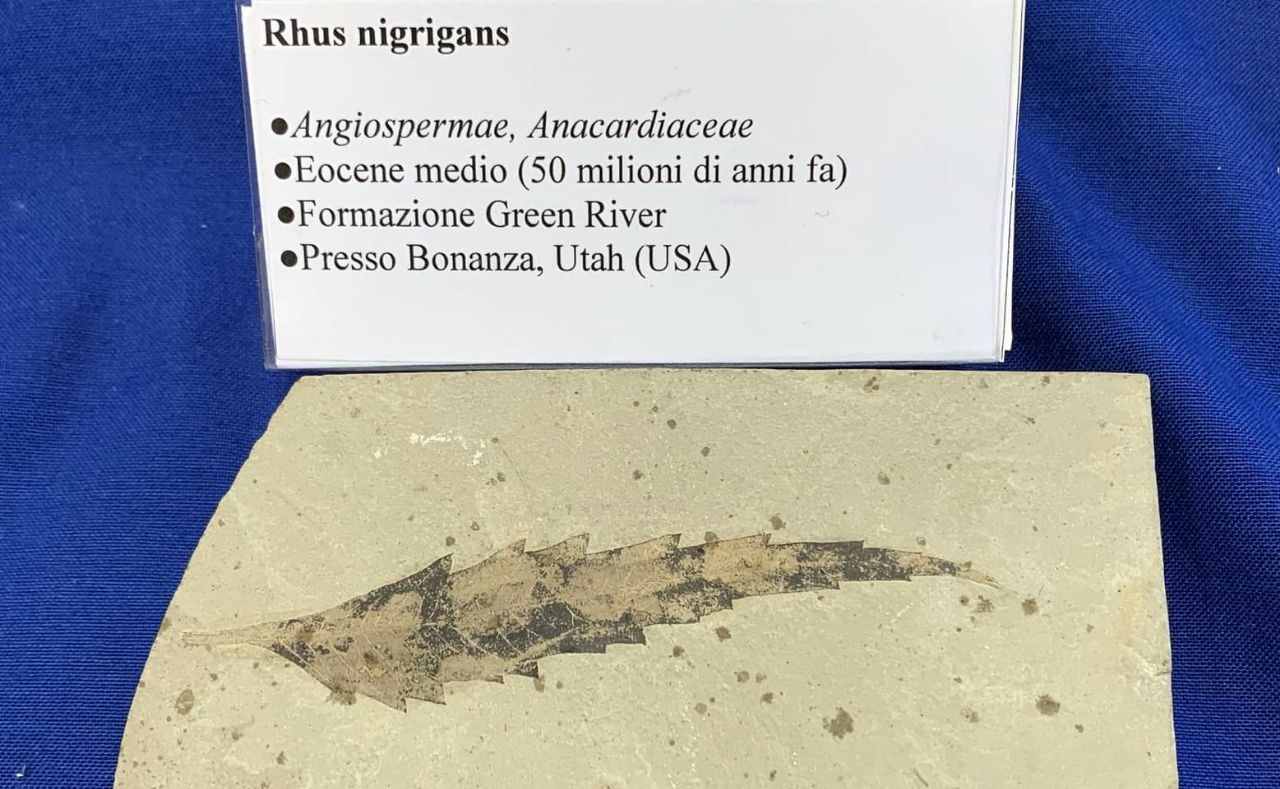 Rhus nigrigans
●Angiospermae, Anacardiaceae
●Eocene medio (50 milioni di anni fa)
●Formazione Green River
●Presso Bonanza, Utah (USA)